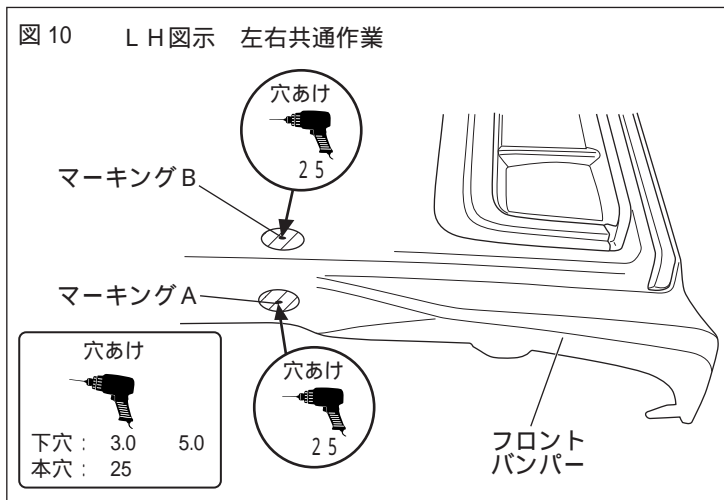 図 10 ＬＨ図示 左右共通作業
穴あけ
２５
マーキングＢ
マーキングＡ
穴あけ
２５
穴あけ
下穴： 3.0 5.0
本穴： 25
フロント
バンパー